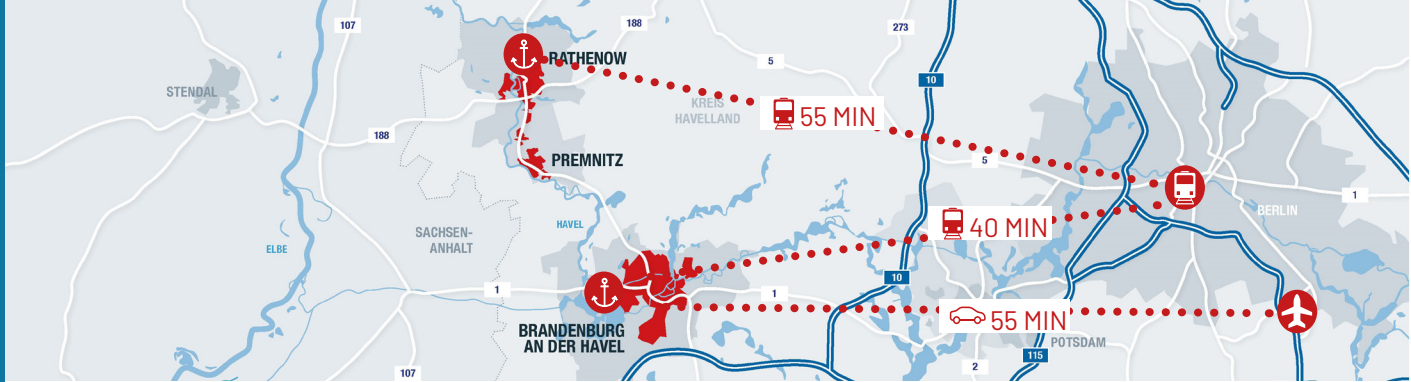 107
188
273
5
10
RATHENOW
STENDAL
KREIS
HAVELLAND
55 MIN
188
PREMNITZ
5
1
BERLIN
HAVEL
40 MIN
SACHSEN-
ANHALT
ELBE
10
1
1
55 MIN
BRANDENBURG
AN DER HAVEL
POTSDAM
115
2
107